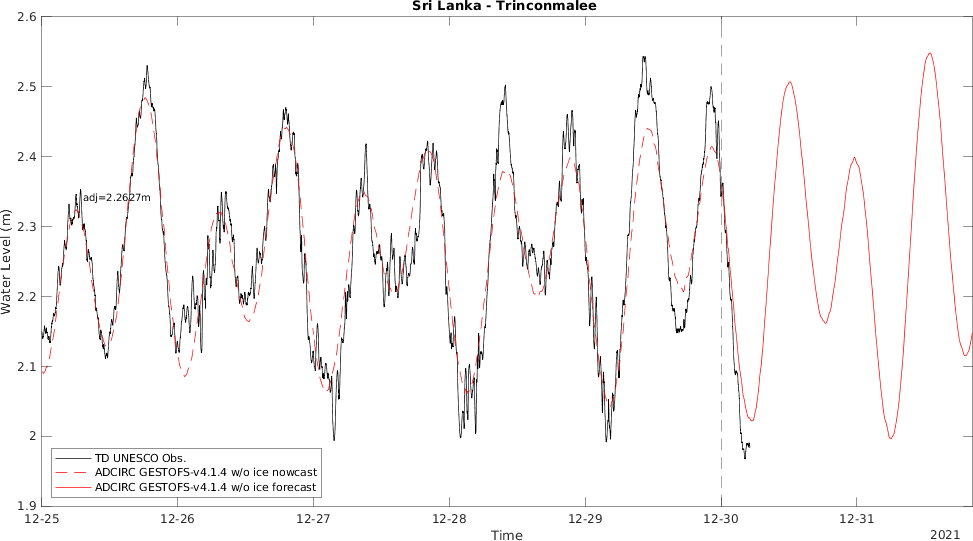 Sri Lanka - Trinconmalee
2.6
2.5
2.4
2.3
2.2
2.1
2
1.9
Water Level (m)
adj=2.2627m
TD UNESCO Obs.
ADCIRC GESTOFS-v4.1.4 w/o ice nowcast
ADCIRC GESTOFS-v4.1.4 w/o ice forecast
12-25 12-26 12-27 12-28 12-29 12-30 12-31
Time
2021